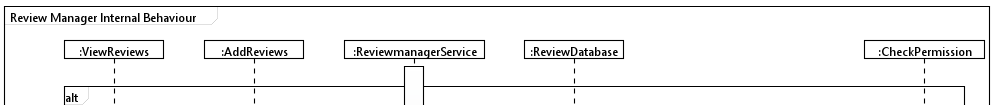 Review Manager Internal Behaviour
:ViewReviews
:AddReviews
:ReviewmanagerService
:ReviewDatabase
:CheckPermission
alt